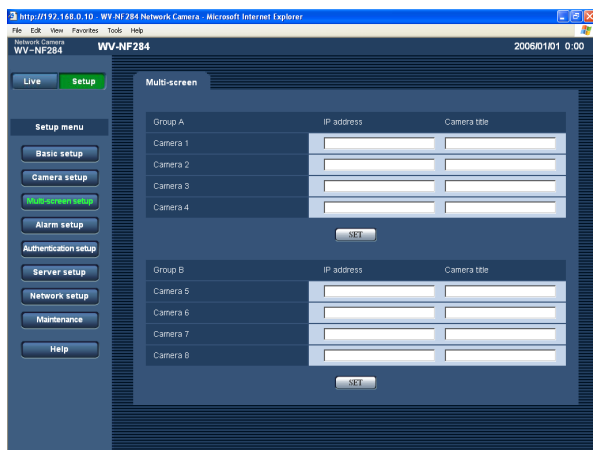 http://192.168.0.10 - WV-NF284 Network Camera - Microsoft Internet Explorer
File Edit View Favorites Tools Help
Network Camera
WV-NF284
WV-NF284
2006/01/01 0:00
Live Setup
Multi-screen
Setup menu
Basic setup
Camera setup
Multi-screen setup
Alarm setup
Authentication setup
Server setup
Network setup
Maintenance
Help
Group A IP address Camera title
Camera 1
Camera 2
Camera 3
Camera 4
SET
Group B IP address Camera title
Camera 5
Camera 6
Camera 7
Camera 8
SET